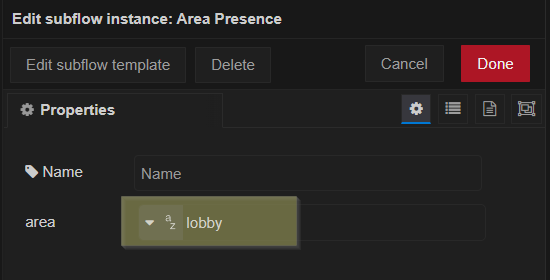 Edit subflow instance: Area Presence
Edit subflow template Delete Cancel Done
Properties
Name Name
area a z lobby